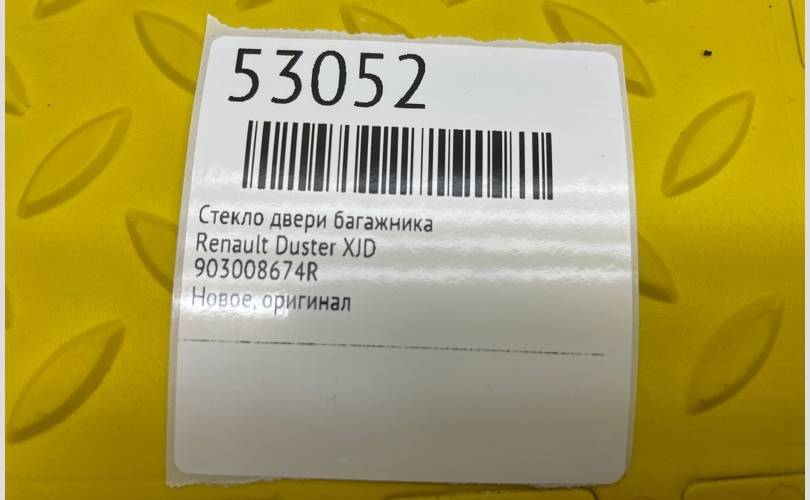 53052
Стекло двери багажника
Renault Duster XJD
903008674R
Новое, оригинал